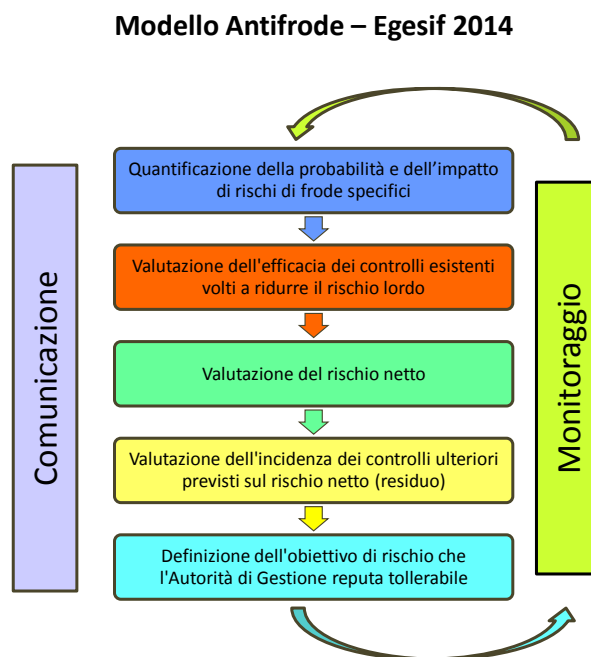 Modello Antifrode – Egesif 2014
Comunicazione
Quantificazione della probabilità e dell'impatto
di rischi di frode specifici
Valutazione dell'efficacia dei controlli esistenti
volti a ridurre il rischio lordo
Valutazione del rischio netto
Valutazione dell'incidenza dei controlli ulteriori
previsti sul rischio netto (residuo)
Definizione dell'obiettivo di rischio che
l'Autorità di Gestione reputa tollerabile
Monitoraggio